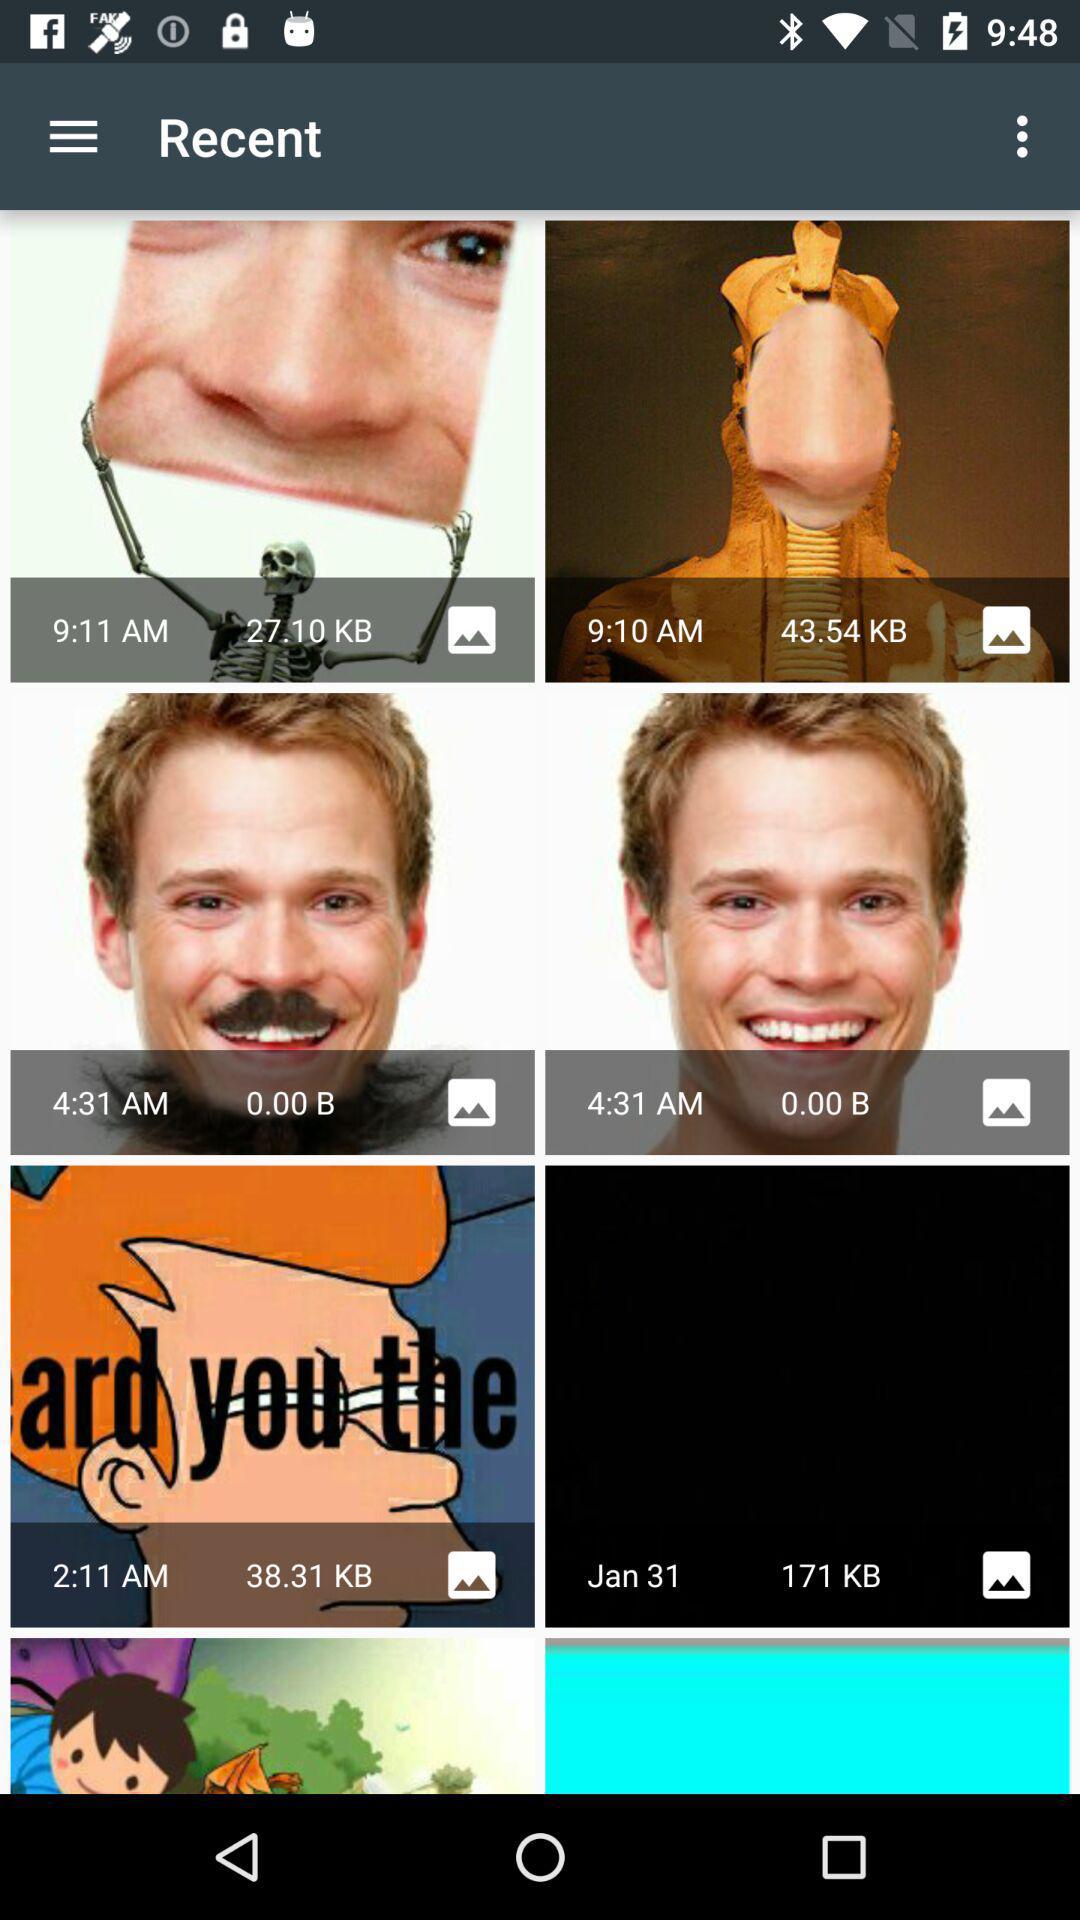 FAK
9:48
Recent
9:11 AM 27.10 KB
9:10 AM 43.54 KB
4:31 AM 0.00 B
4:31 AM 0.00 B
ard you the
2:11 AM 38.31 KB
Jan 31 171 KB